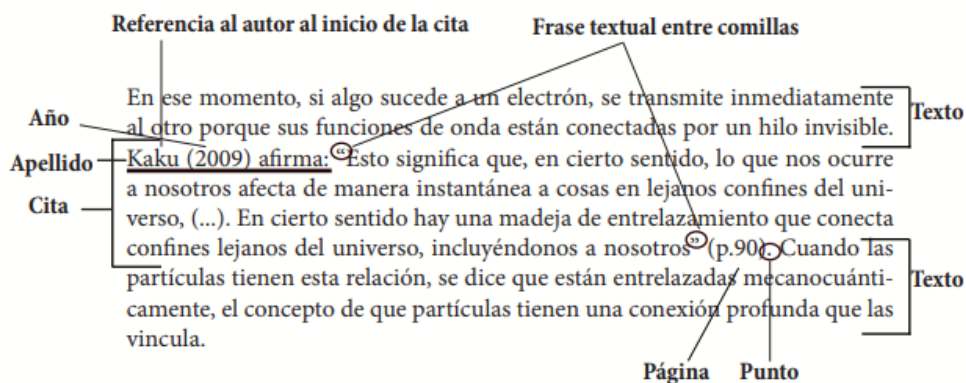 Referencia al autor al inicio de la cita
Frase textual entre comillas
En ese momento, si algo sucede a un electrón, se transmite inmediatamente
Texto
Año
al otro porque sus funciones de onda están conectadas por un hilo invisible.
Apellido
Kaku (2009) afirma: “Esto significa que, en cierto sentido, lo que nos ocurre
a nosotros afecta de manera instantánea a cosas en lejanos confines del uni-
Cita
verso, (...). En cierto sentido hay una madeja de entrelazamiento que conecta
confines lejanos del universo, incluyéndonos a nosotros” (p.90). Cuando las
partículas tienen esta relación, se dice que están entrelazadas mecanocuánti-
Texto
camente, el concepto de que partículas tienen una conexión profunda que las
vincula.
Página
Punto